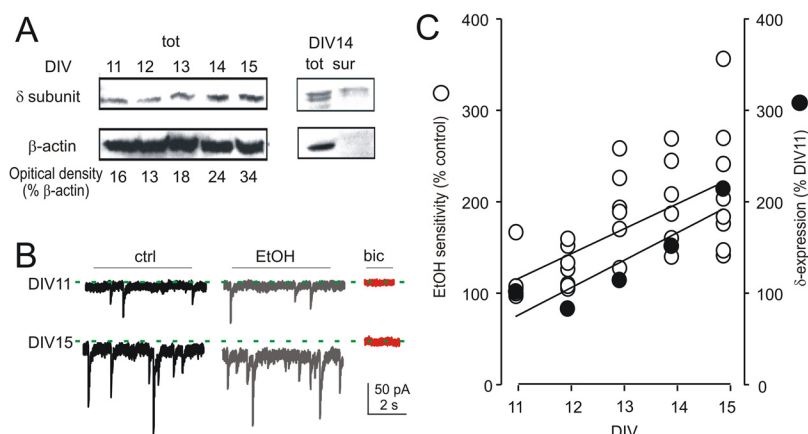 A
tot
DIV14
DIV 11 12 13 14 15
tot sur
δ subunit
β-actin
Opitical density
(% β-actin)
16 13 18 24 34
B
ctrl EtOH bic
DIV11
DIV15
50 pA
2 s
C
EtOH sensitivity (% control)
400
300
200
100
0
11 12 13 14 15
DIV
400
300
200
100
0
δ-expression (% DIV11)